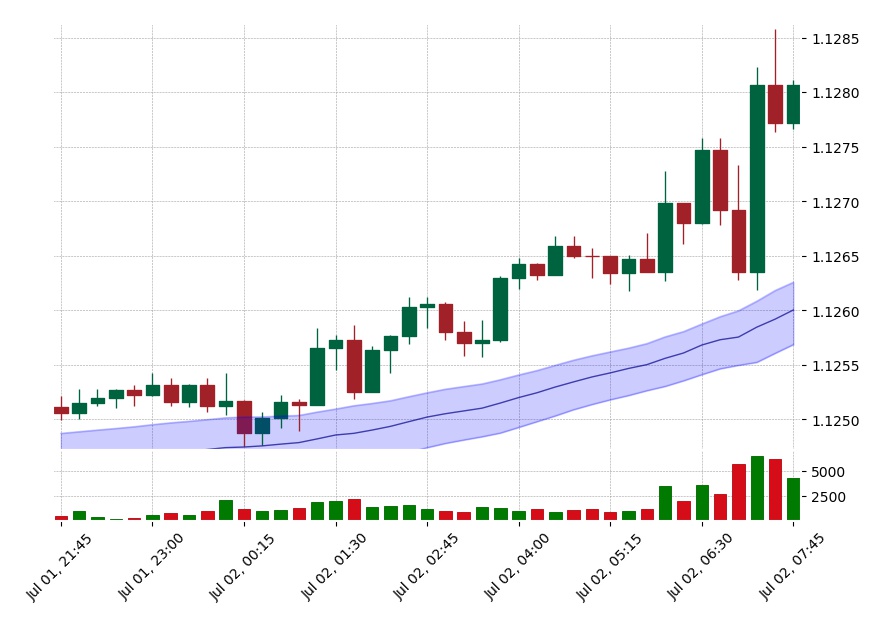 1.1285
1.1280
1.1275
1.1270
1.1265
1.1260
1.1255
1.1250
5000
2500
Jul 01, 21:45
Jul 01, 23:00
Jul 02, 00:15
Jul 02, 01:30
Jul 02, 02:45
Jul 02, 04:00
Jul 02, 05:15
Jul 02, 06:30
Jul 02, 07:45